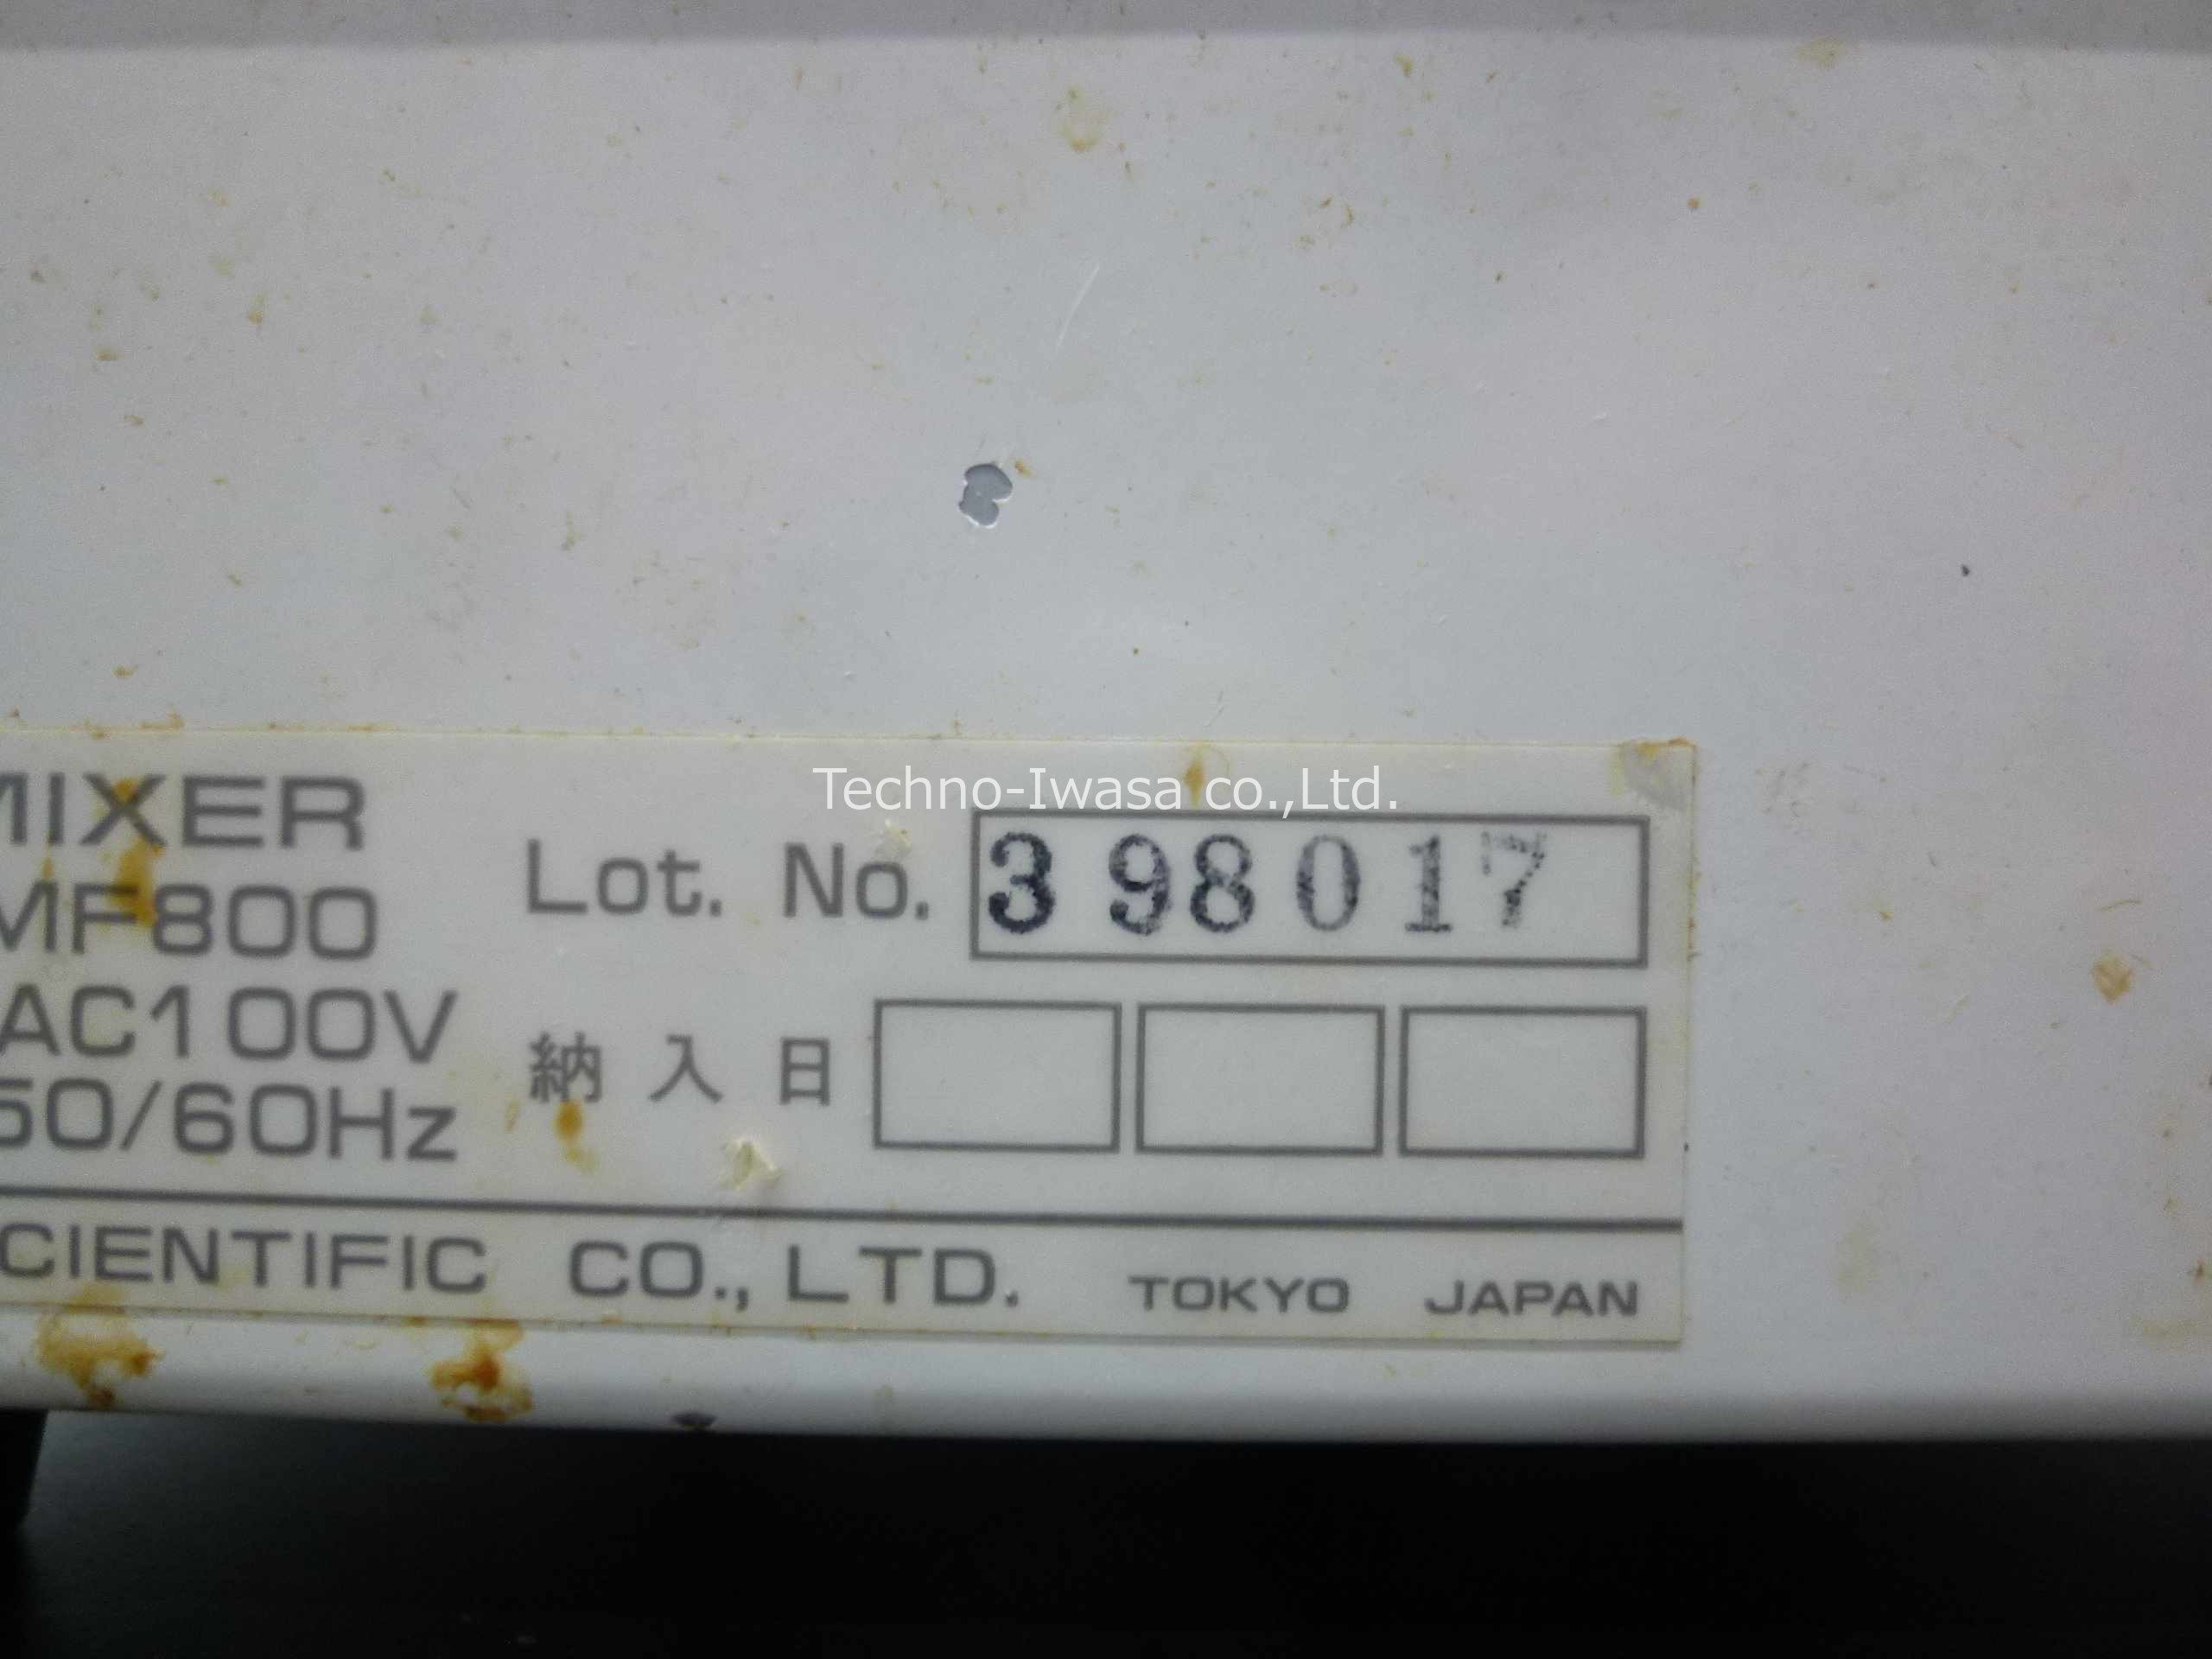 Techno-Iwasa co.,Ltd.
MIXER
MF800
AC100V
50/60Hz
Lot. No. 398017
納入日
CIENTIFIC CO., LTD. TOKYO JAPAN